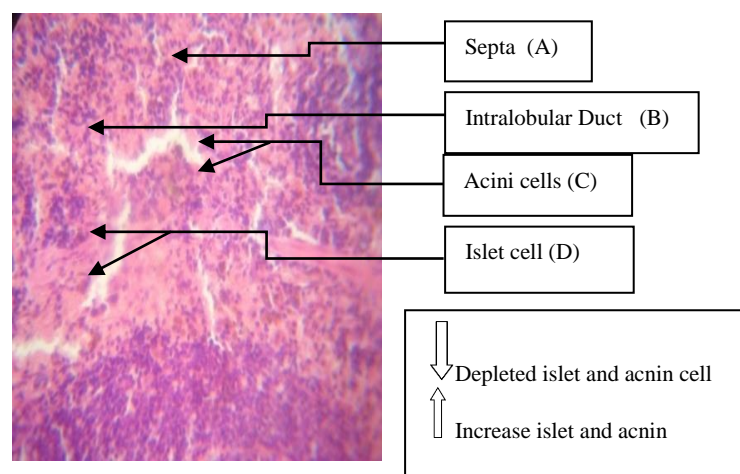 Septa (A)
Intralobular Duct (B)
Acini cells (C)
Islet cell (D)
Depleted islet and acnin cell
Increase islet and acnin